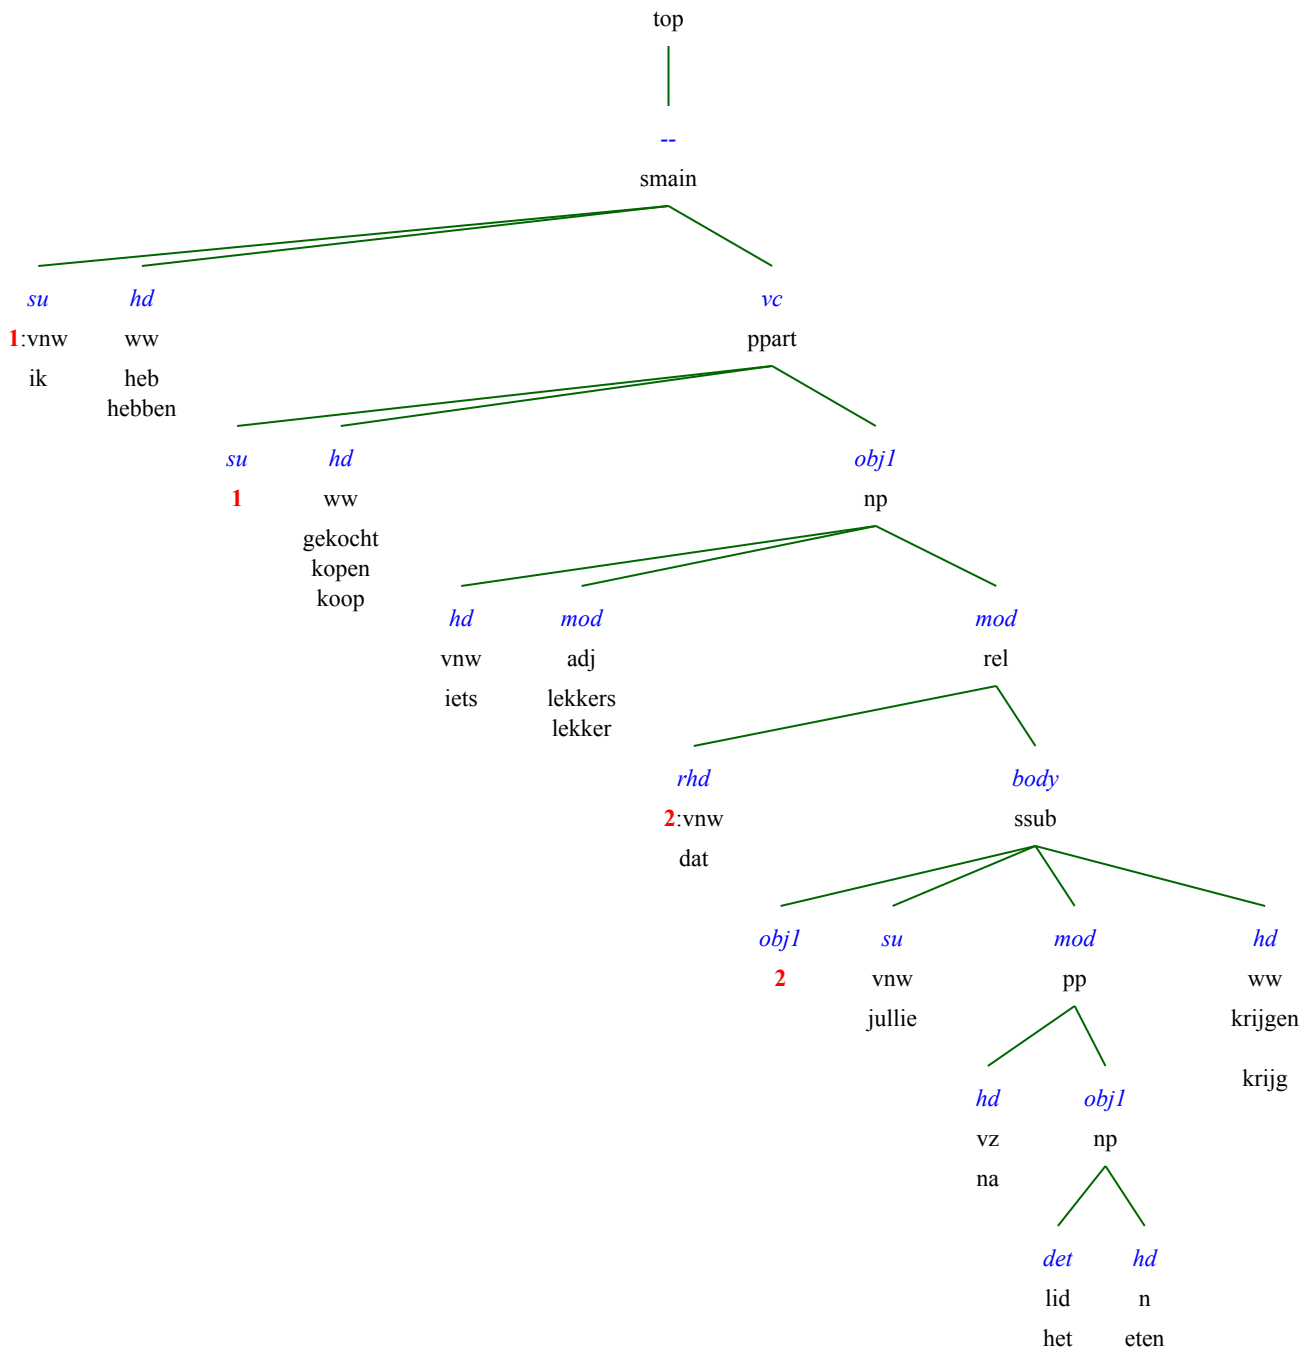 top
--
smain
su hd vc
1:vnw ww ppart
ik heb
hebben
su hd obj1
1 ww np
gekocht
kopen
koop
hd mod mod
vnw adj rel
iets lekkers
lekker
rhd body
2:vnw ssub
dat
obj1 su mod hd
2 vnw pp ww
jullie krijgen
krijg
hd obj1
vz np
na
det hd
lid n
het eten